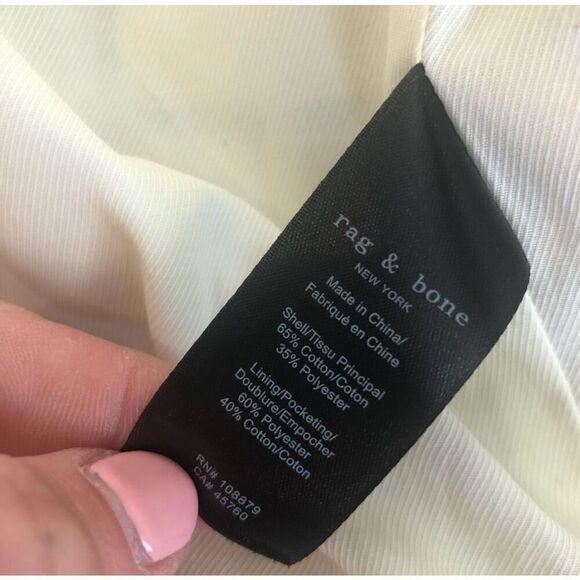 rag & bone
NEW YORK
Made in China/
Fabriqué en Chine
Shell/Tissu Principal
65% Cotton/Coton
35% Polyester
Lining/Pocketing/
Doublure/Empocher
60% Polyester
40% Cotton/Coton
RN# 108879
CA# 45760